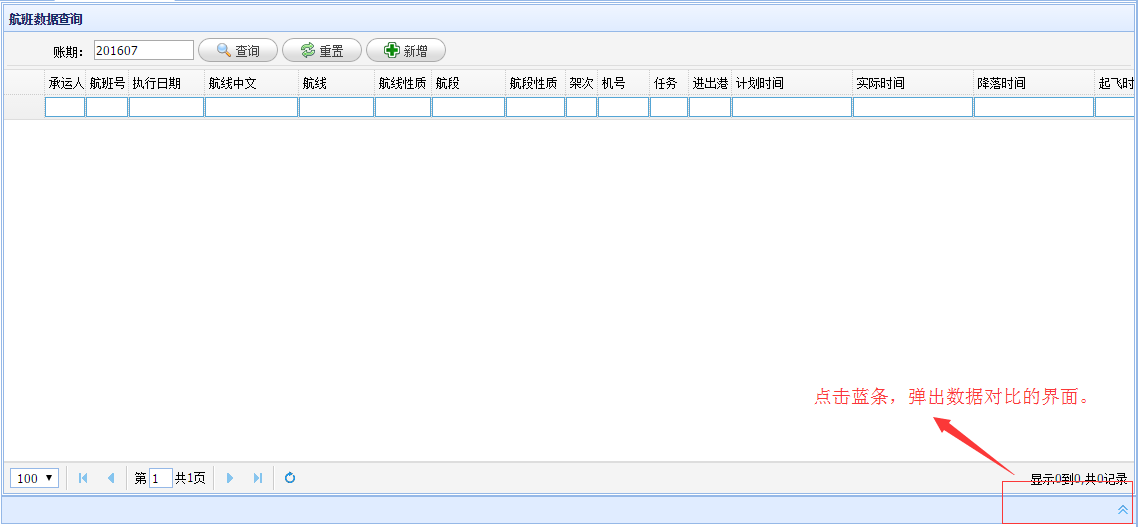 航班数据查询
账期： 201607 查询 重置 新增
承运人 航班号 执行日期 航线中文 航线 航线性质 航段 航段性质 架次 机号 任务 进出港 计划时间 实际时间 降落时间 起飞时
点击蓝条，弹出数据对比的界面。
100 第 1 共1页 显示0到0,共0记录